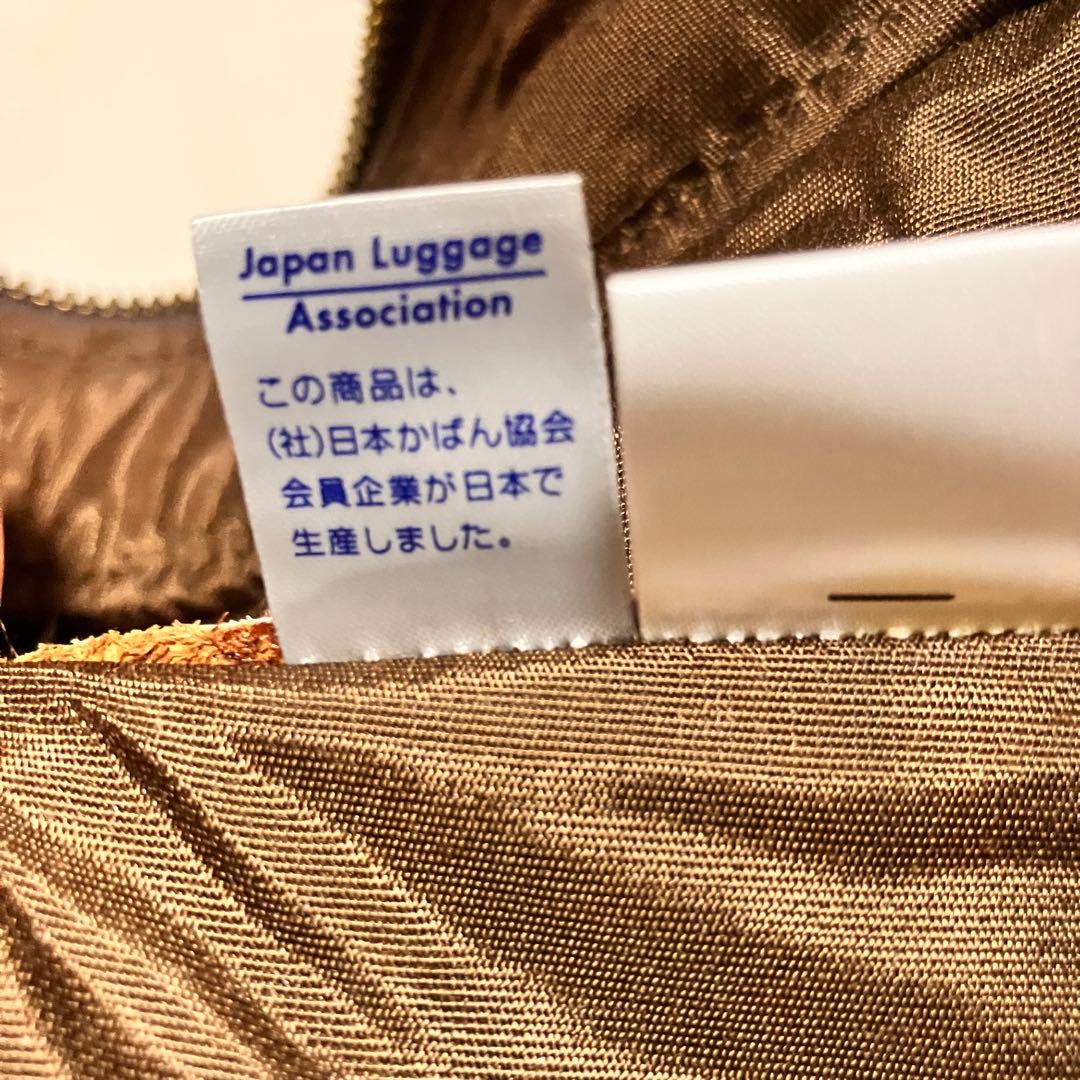 Japan Luggage
Association
この商品は、
(社)日本かばん協会
会員企業が日本で
生産しました。